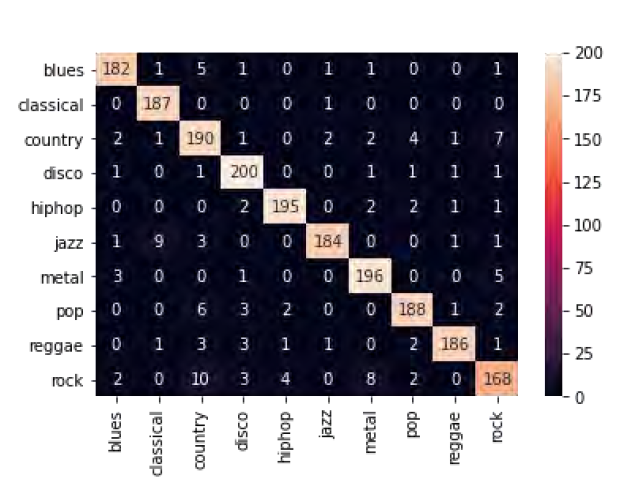 blues 182 1 5 1 0 1 1 0 0 1
classical 0 187 0 0 0 1 0 0 0 0
country 2 1 190 1 0 2 2 4 1 7
disco 1 0 1 200 0 0 1 1 1 1
hiphop 0 0 0 2 195 0 2 2 1 1
jazz 1 9 3 0 0 184 0 0 1 1
metal 3 0 0 1 0 0 196 0 0 5
pop 0 0 6 3 2 0 0 188 1 2
reggae 0 1 3 3 1 1 0 2 186 1
rock 2 0 10 3 4 0 8 2 0 168
blues classical country disco hiphop jazz metal pop reggae rock
200
175
150
125
100
75
50
25
0